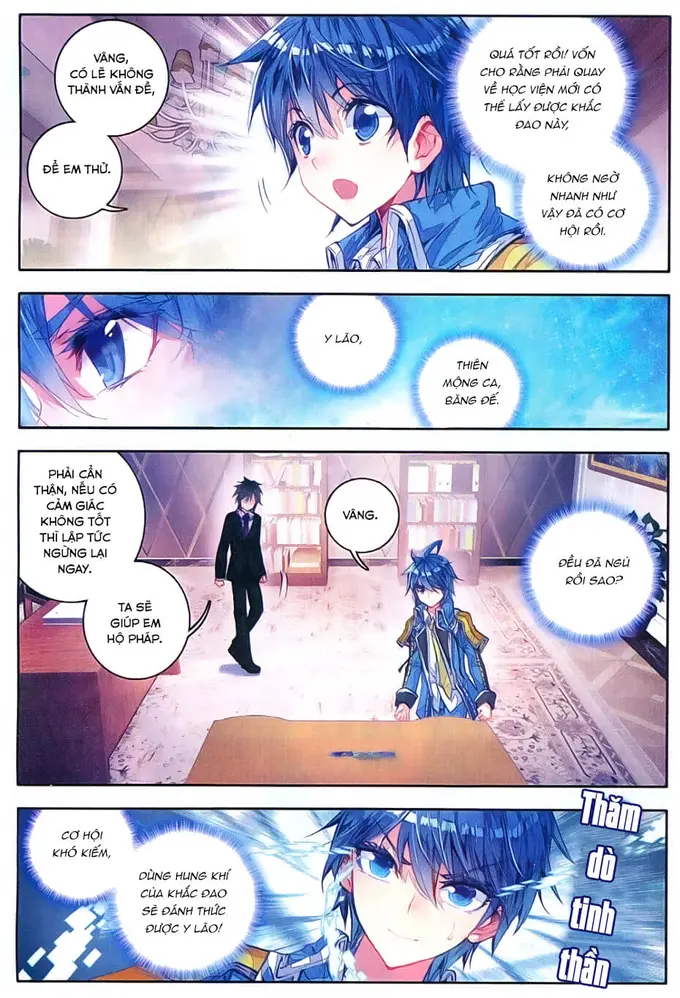 VÂNG,
CÓ LẼ KHÔNG
THÀNH VẤN ĐỀ,
ĐỂ EM THỬ.
QUÁ TỐT RỒI! VỐN
CHO RẰNG PHẢI QUAY
VỀ HỌC VIỆN MỚI CÓ
THỂ LẤY ĐƯỢC KHẮC
ĐAO NÀY,
KHÔNG NGỜ
NHANH NHƯ
VẬY ĐÃ CÓ CƠ
HỘI RỒI.
Y LÃO,
THIÊN
MỘNG CA,
BĂNG ĐẾ.
PHẢI CẨN
THẬN, NẾU CÓ
CẢM GIÁC
KHÔNG TỐT
THÌ LẬP TỨC
NGỪNG LẠI
NGAY.
TA SẼ
GIÚP EM
HỘ PHÁP.
VÂNG.
ĐỀU ĐÃ NGỦ
RỒI SAO?
CƠ HỘI
KHÓ KIẾM,
DÙNG HUNG KHÍ
CỦA KHẮC ĐAO
SẼ ĐÁNH THỨC
ĐƯỢC Y LÃO!
Thăm
dò
tinh
thần